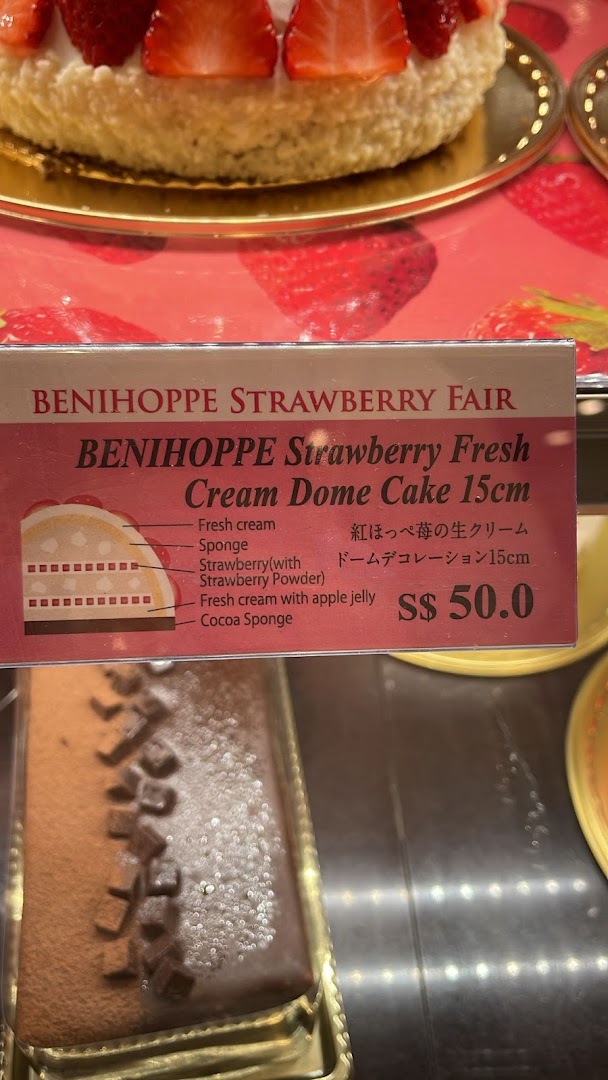 BENIHOPPE STRAWBERRY FAIR
BENIHOPPE Strawberry Fresh
Cream Dome Cake 15cm
Fresh cream
Sponge
Strawberry(with
Strawberry Powder)
Fresh cream with apple jelly
Cocoa Sponge
紅ほっぺ苺の生クリーム
ドームデコレーション15cm
S$ 50.0